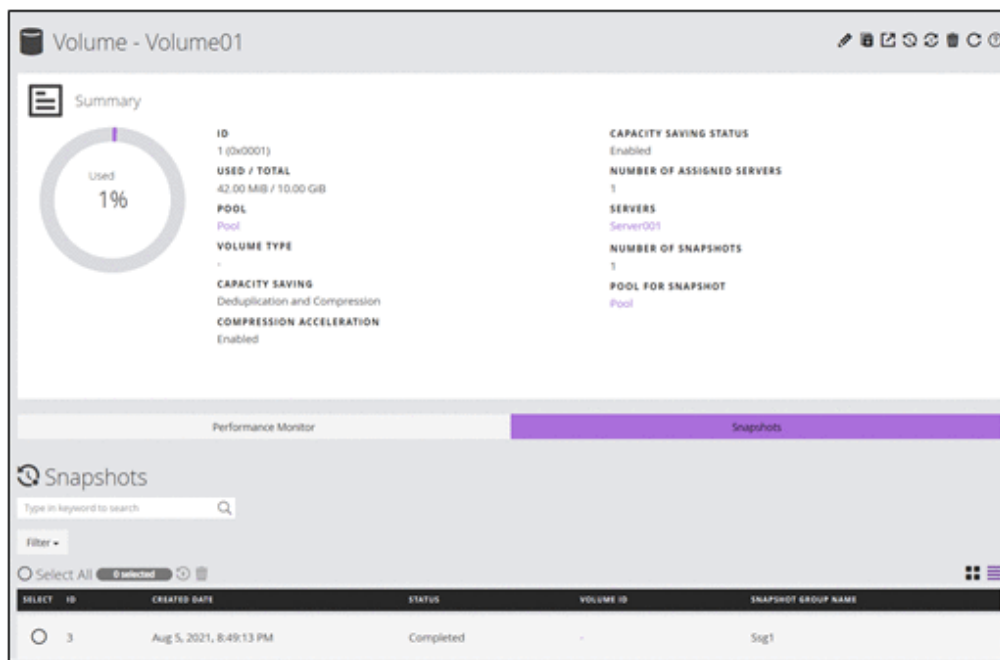 Volume - Volume01
Summary
Used
1%
ID
1 (0x0001)
USED / TOTAL
42.00 MiB / 10.00 GiB
POOL
Pool
VOLUME TYPE
-
CAPACITY SAVING
Deduplication and Compression
COMPRESSION ACCELERATION
Enabled
CAPACITY SAVING STATUS
Enabled
NUMBER OF ASSIGNED SERVERS
1
SERVERS
Server001
NUMBER OF SNAPSHOTS
1
POOL FOR SNAPSHOT
Pool
Performance Monitor Snapshots
Snapshots
Type in keyword to search
Filter
Select All 0 selected
SELECT ID CREATED DATE STATUS VOLUME ID SNAPSHOT GROUP NAME
3 Aug 5, 2021, 8:49:13 PM Completed - Ssg1